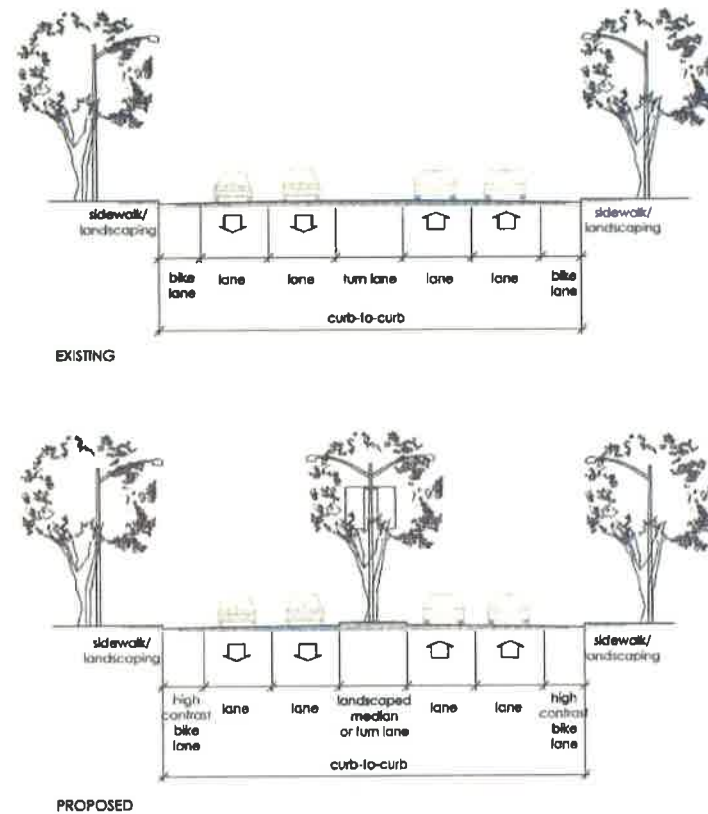 sidewalk/
landscaping
sidewalk/
landscaping
bike
lane
lane
lane
turn lane
lane
lane
bike
lane
curb-to-curb
EXISTING
sidewalk/
landscaping
sidewalk/
landscaping
high
contrast
bike
lane
lane
lane
landscaped
median
or turn lane
lane
lane
high
contrast
bike
lane
curb-to-curb
PROPOSED